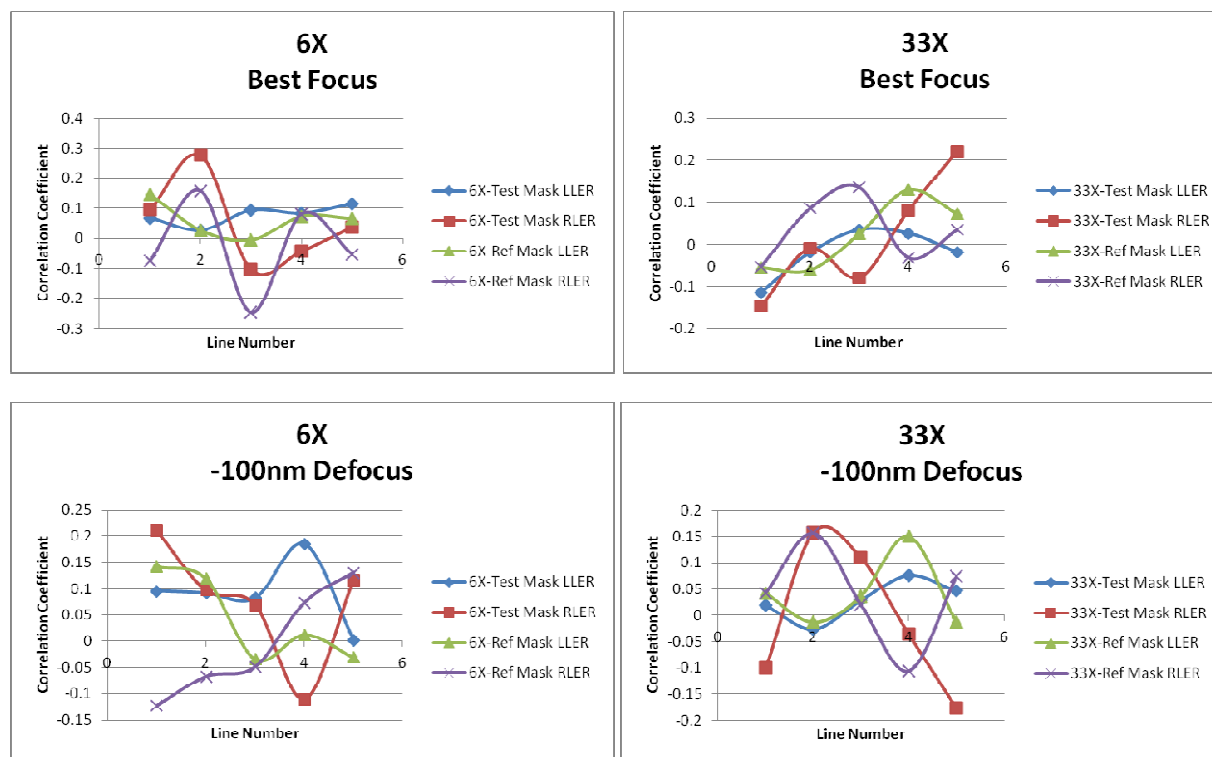 6X
Best Focus
0.4
0.3
0.2
0.1
0
-0.1
-0.2
-0.3
0
2
4
6
Correlation Coefficient
Line Number
6X-Test Mask LLER
6X-Test Mask RLER
6X-Ref Mask LLER
6X-Ref Mask RLER
33X
Best Focus
0.3
0.2
0.1
0
-0.1
-0.2
0
2
4
6
Correlation Coefficient
Line Number
33X-Test Mask LLER
33X-Test Mask RLER
33X-Ref Mask LLER
33X-Ref Mask RLER
6X
-100nm Defocus
0.25
0.2
0.15
0.1
0.05
0
-0.05
-0.1
-0.15
0
2
4
6
Correlation Coefficient
Line Number
6X-Test Mask LLER
6X-Test Mask RLER
6X-Ref Mask LLER
6X-Ref Mask RLER
33X
-100nm Defocus
0.2
0.15
0.1
0.05
0
-0.05
-0.1
-0.15
-0.2
0
2
4
6
Correlation Coefficient
Line Number
33X-Test Mask LLER
33X-Test Mask RLER
33X-Ref Mask LLER
33X-Ref Mask RLER